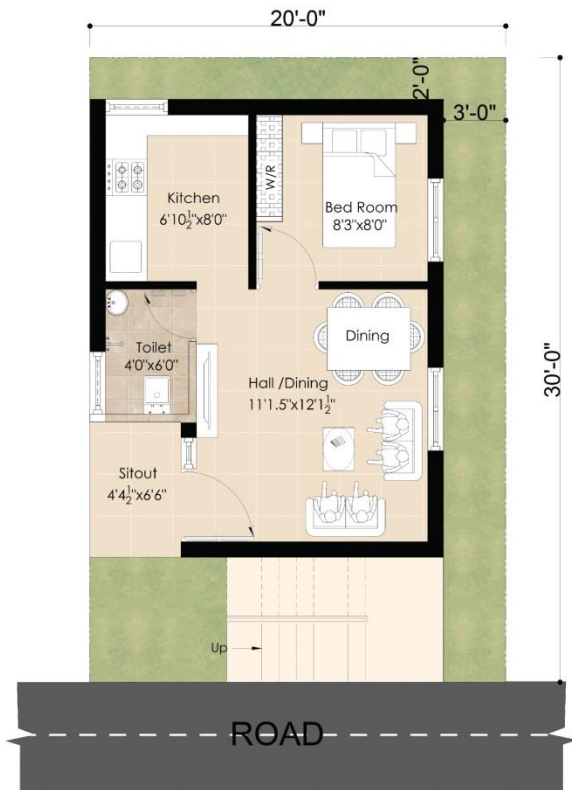 20'-0"
2'-0"
3'-0"
30'-0"
W/R
Kitchen
6'10½"x8'0"
Bed Room
8'3"x8'0"
Toilet
4'0"x6'0"
Dining
Hall /Dining
11'1.5"x12'1½"
Sitout
4'4½"x6'6"
Up
ROAD